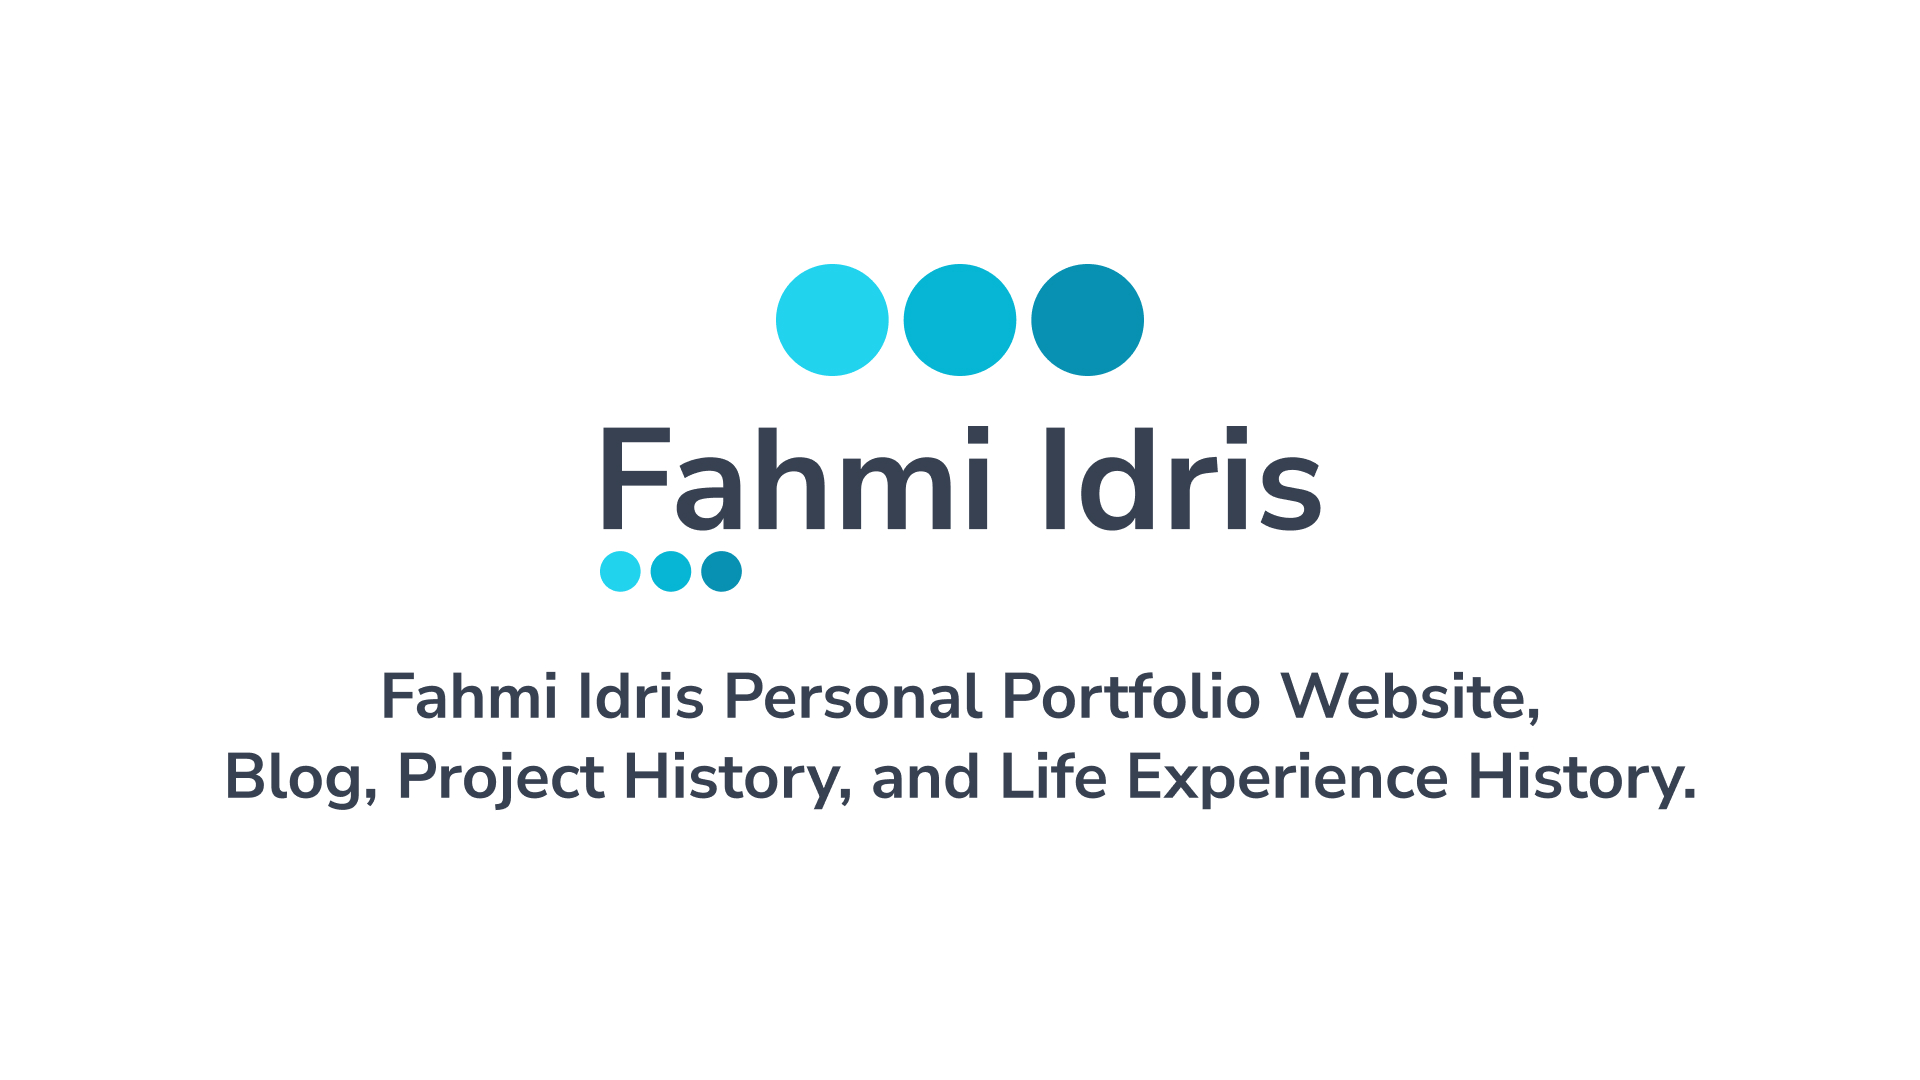 Fahmi Idris
Fahmi Idris Personal Portfolio Website,
Blog, Project History, and Life Experience History.